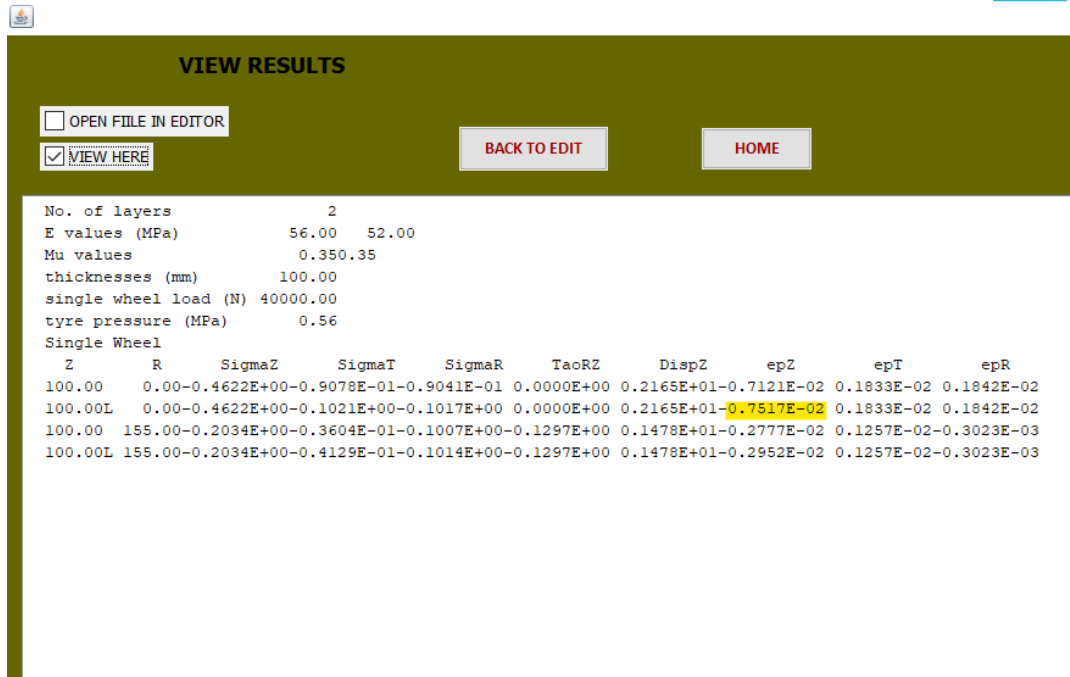 VIEW RESULTS
OPEN FIILE IN EDITOR
VIEW HERE
BACK TO EDIT
HOME
No. of layers 2
E values (MPa) 56.00 52.00
Mu values 0.350.35
thicknesses (mm) 100.00
single wheel load (N) 40000.00
tyre pressure (MPa) 0.56
Single Wheel
Z R SigmaZ SigmaT SigmaR TaoRZ DispZ epZ epT epR
100.00 0.00-0.4622E+00-0.9078E-01-0.9041E-01 0.0000E+00 0.2165E+01-0.7121E-02 0.1833E-02 0.1842E-02
100.00L 0.00-0.4622E+00-0.1021E+00-0.1017E+00 0.0000E+00 0.2165E+01-0.7517E-02 0.1833E-02 0.1842E-02
100.00 155.00-0.2034E+00-0.3604E-01-0.1007E+00-0.1297E+00 0.1478E+01-0.2777E-02 0.1257E-02-0.3023E-03
100.00L 155.00-0.2034E+00-0.4129E-01-0.1014E+00-0.1297E+00 0.1478E+01-0.2952E-02 0.1257E-02-0.3023E-03